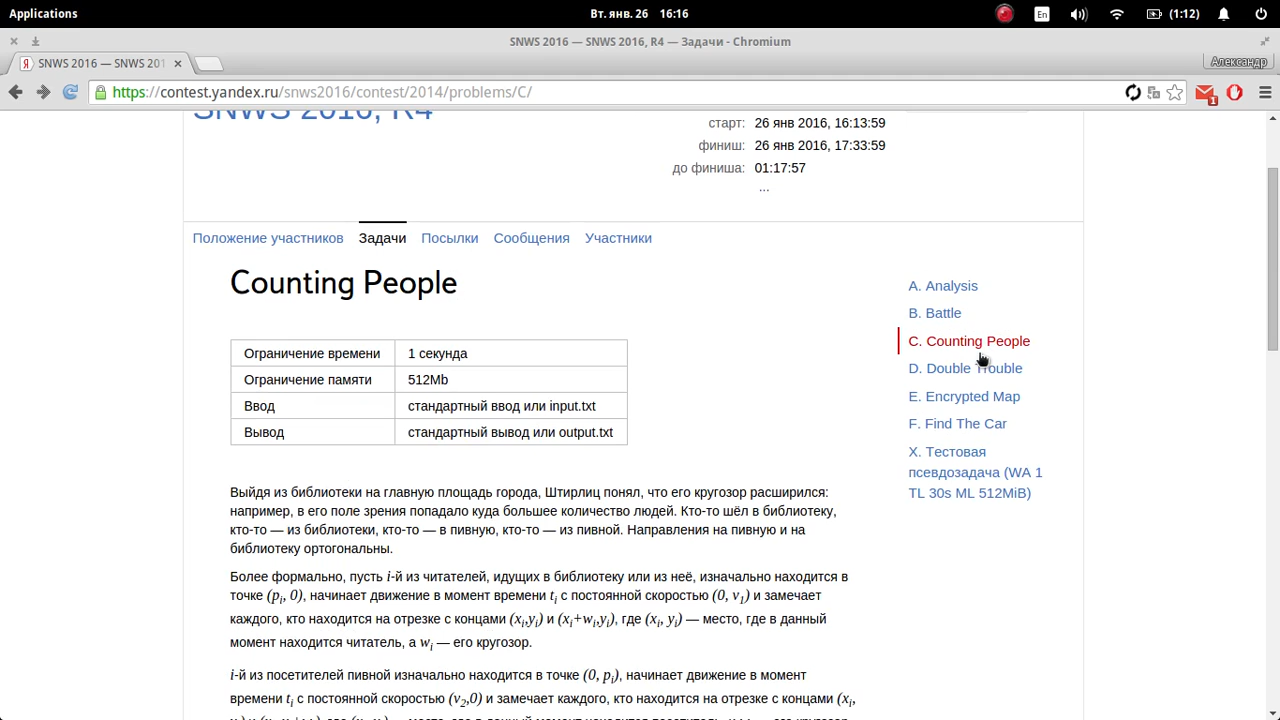 Applications
Вт. янв. 26 16:16
En
(1:12)
SNWS 2016 — SNWS 2016, R4 — Задачи - Chromium
Я SNWS 2016 — SNWS 201
Александр
https://contest.yandex.ru/snws2016/contest/2014/problems/C/
1
SNWS 2016, R4
старт: 26 янв 2016, 16:13:59
финиш: 26 янв 2016, 17:33:59
до финиша: 01:17:57
...
Положение участников Задачи Посылки Сообщения Участники
Counting People
Ограничение времени 1 секунда
Ограничение памяти 512Mb
Ввод стандартный ввод или input.txt
Вывод стандартный вывод или output.txt
A. Analysis
B. Battle
C. Counting People
D. Double Trouble
E. Encrypted Map
F. Find The Car
X. Тестовая
псевдозадача (WA 1
TL 30s ML 512MiB)
Выйдя из библиотеки на главную площадь города, Штирлиц понял, что его кругозор расширился:
например, в его поле зрения попадало куда большее количество людей. Кто-то шёл в библиотеку,
кто-то — из библиотеки, кто-то — в пивную, кто-то — из пивной. Направления на пивную и на
библиотеку ортогональны.
Более формально, пусть i-й из читателей, идущих в библиотеку или из неё, изначально находится в
точке (pi, 0), начинает движение в момент времени ti с постоянной скоростью (0, v1) и замечает
каждого, кто находится на отрезке с концами (xi,yi) и (xi+wi,yi), где (xi, yi) — место, где в данный
момент находится читатель, а wi — его кругозор.
i-й из посетителей пивной изначально находится в точке (0, pi), начинает движение в момент
времени ti с постоянной скоростью (v2,0) и замечает каждого, кто находится на отрезке с концами (xi,